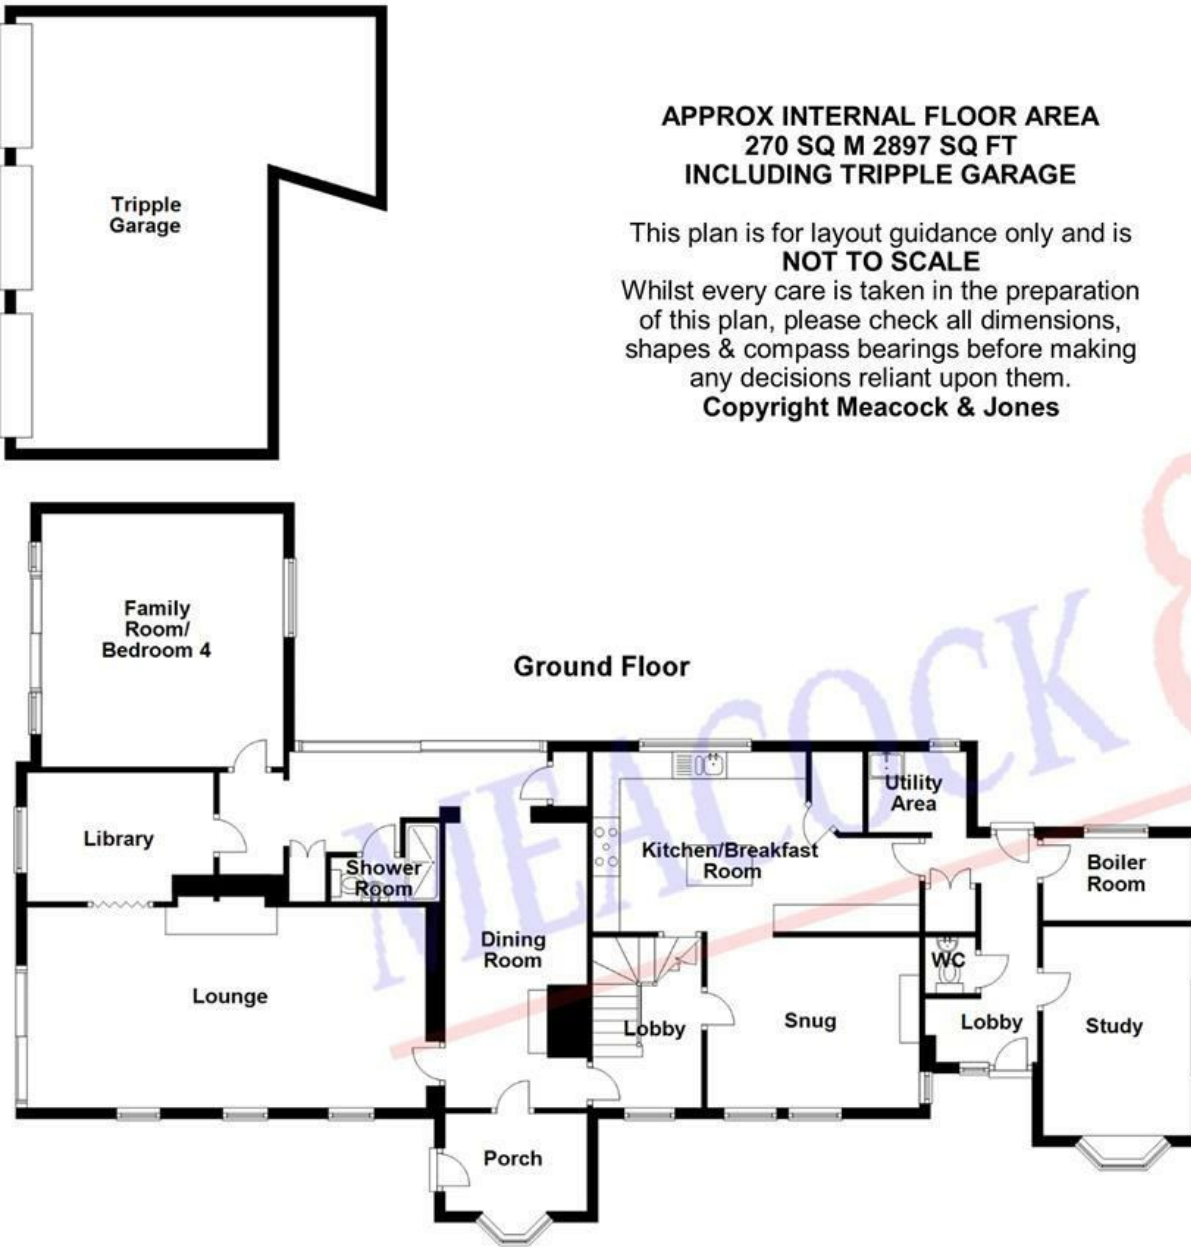 Tripple
Garage
APPROX INTERNAL FLOOR AREA
270 SQ M 2897 SQ FT
INCLUDING TRIPPLE GARAGE
This plan is for layout guidance only and is
NOT TO SCALE
Whilst every care is taken in the preparation
of this plan, please check all dimensions,
shapes & compass bearings before making
any decisions reliant upon them.
Copyright Meacock & Jones
Family
Room/
Bedroom 4
Ground Floor
Library
Shower
Room
Kitchen/Breakfast
Room
Utility
Area
Boiler
Room
Dining
Room
WC
Lounge
Lobby
Snug
Lobby
Study
Porch
MEACOCK &